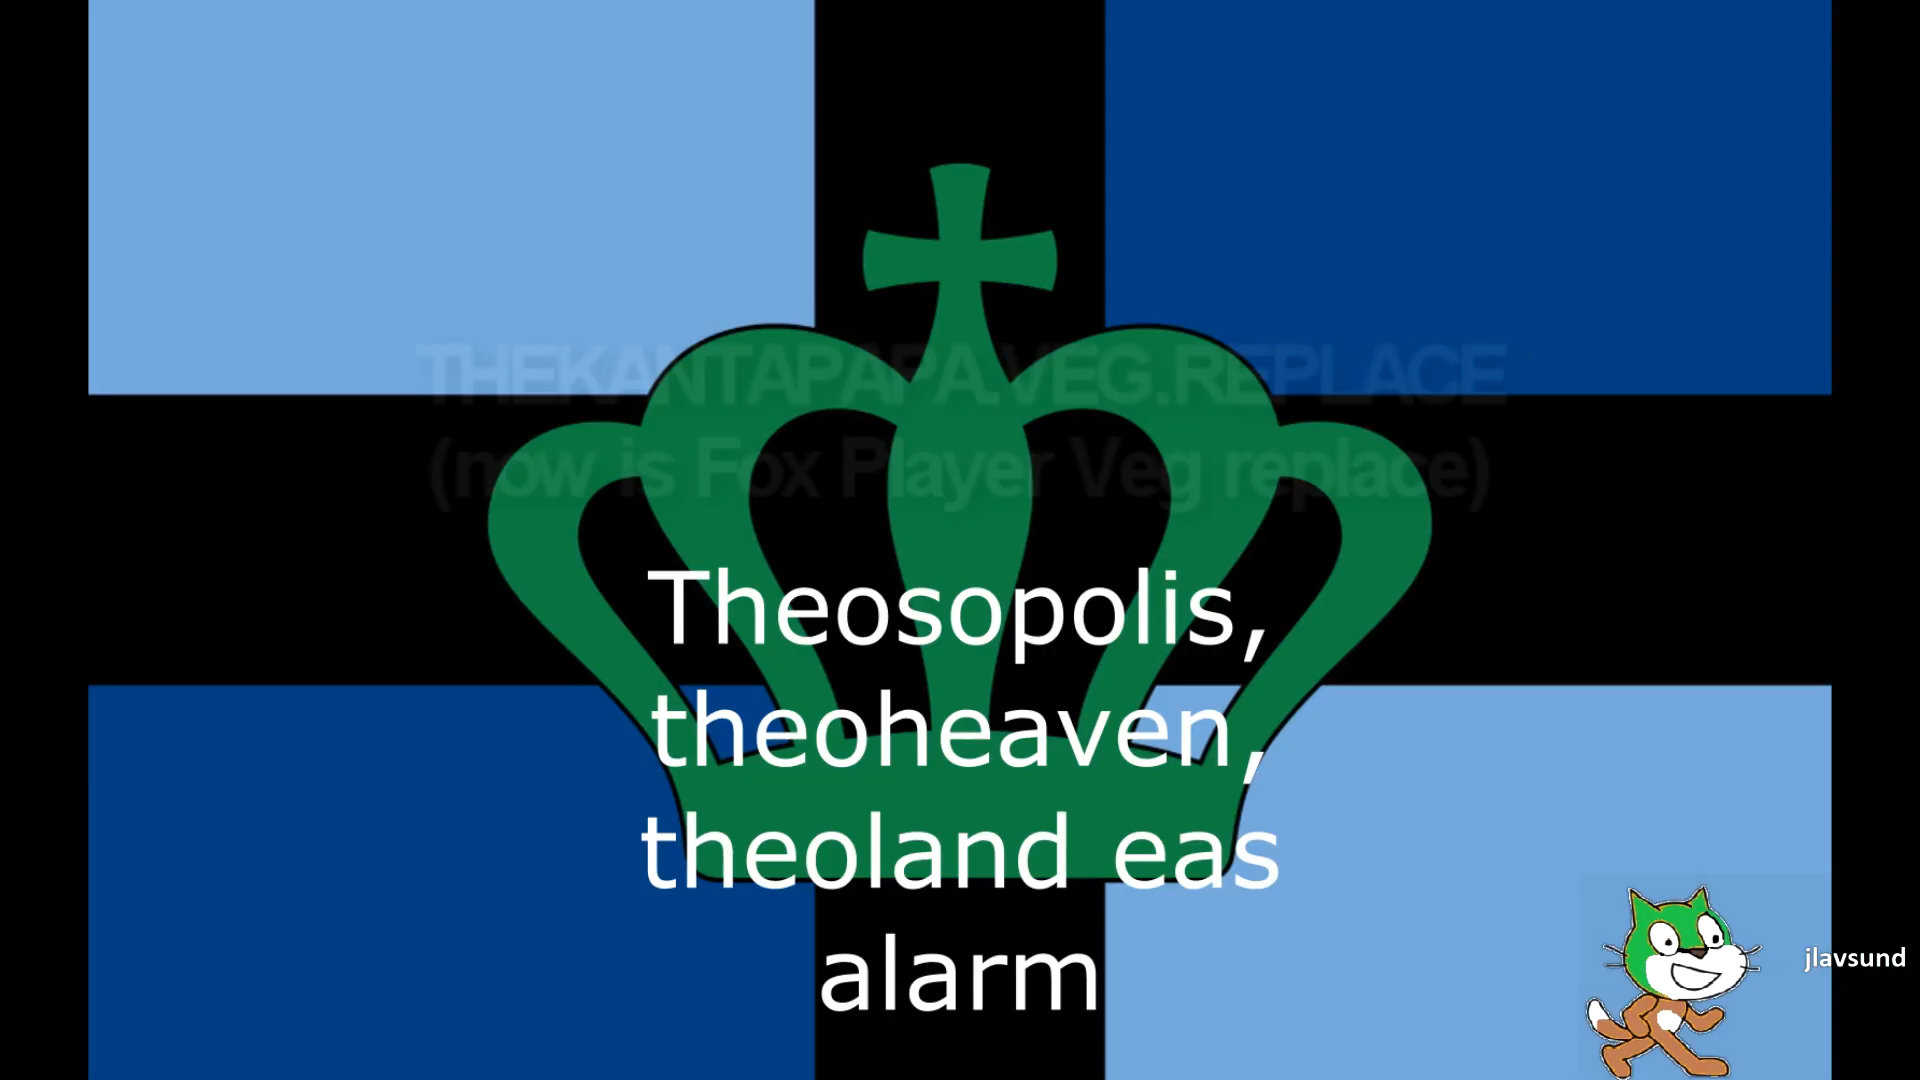 THEKANTAPAPA.VEG.REPLACE
(now is Fox Player Veg replace)
Theosopolis,
theoheaven,
theoland eas
alarm
jlavsund